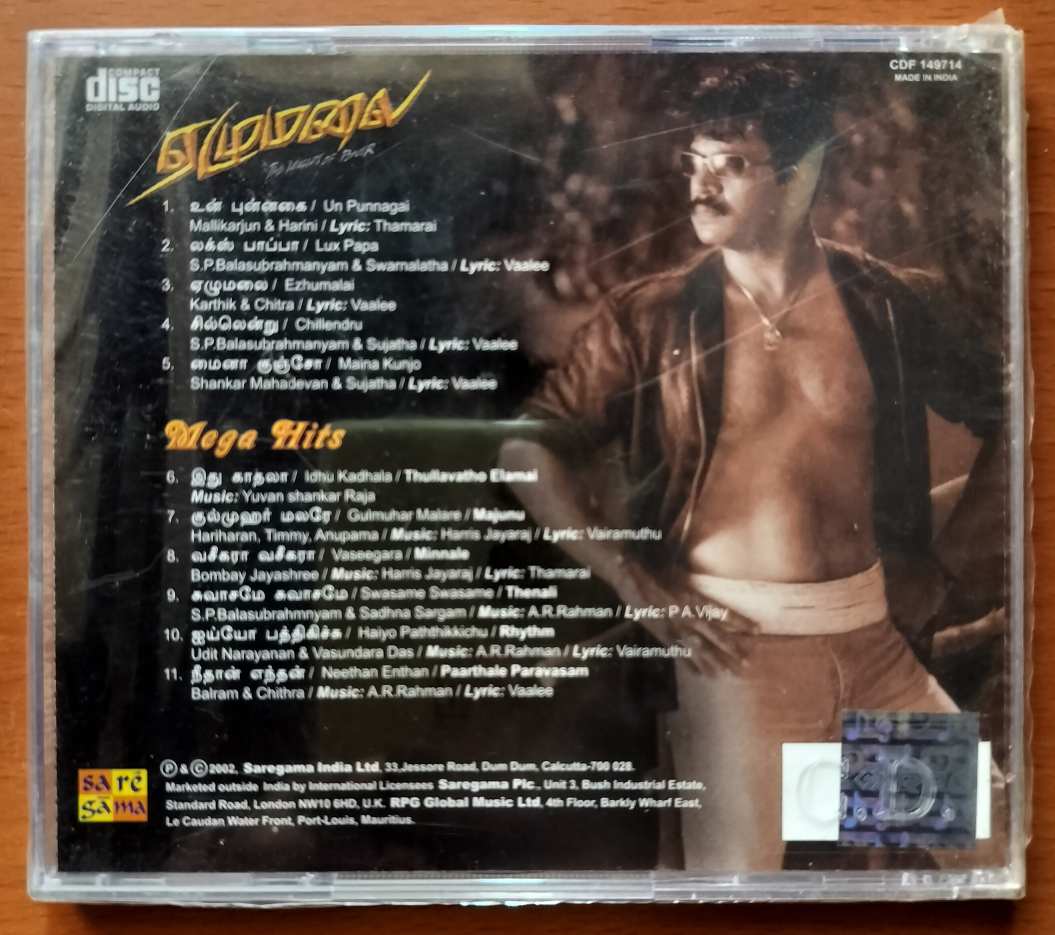 COMPACT
disc
DIGITAL AUDIO
CDF 149714
MADE IN INDIA
ஏழுமலை
1. உன் புன்னகை / Un Punnagai
Mallikarjun & Harini / Lyric: Thamarai
2. லக்ஸ் பாப்பா / Lux Papa
S.P.Balasubrahmanyam & Swarnalatha / Lyric: Vaalee
3. ஏழுமலை / Ezhumalai
Karthik & Chitra / Lyric: Vaalee
4. சில்லென்று / Chillendru
S.P.Balasubrahmanyam & Sujatha / Lyric: Vaalee
5. மைனா குஞ்சோ / Maina Kunjo
Shankar Mahadevan & Sujatha / Lyric: Vaalee
Mega Hits
6. இது காதலா / Idhu Kadhala / Thullavatho Elamai
Music: Yuvan shankar Raja
7. குல்முஹர் மலரே / Gulmuhar Malare / Majunu
Hariharan, Timmy, Anupama / Music: Harris Jayaraj / Lyric: Vairamuthu
8. வசீகரா வசீகரா / Vaseegara / Minnale
Bombay Jayashree / Music: Harris Jayaraj / Lyric: Thamarai
9. சுவாசமே சுவாசமே / Swasame Swasame / Thenali
S.P.Balasubrahmnyam & Sadhna Sargam / Music: A.R.Rahman / Lyric: P.A.Vijay
10. ஐய்யோ பத்திகிச்சு / Haiyo Paththikkichu / Rhythm
Udit Narayanan & Vasundara Das / Music: A.R.Rahman / Lyric: Vairamuthu
11. நீதான் எந்தன் / Neethan Enthan / Paarthale Paravasam
Balram & Chithra / Music: A.R.Rahman / Lyric: Vaalee
sa rē
gā ma
Ⓟ & Ⓒ 2002, Saregama India Ltd, 33,Jessore Road, Dum Dum, Calcutta-700 028.
Marketed outside India by International Licensees Saregama Plc., Unit 3, Bush Industrial Estate,
Standard Road, London NW10 6HD, U.K. RPG Global Music Ltd, 4th Floor, Barkly Wharf East,
Le Caudan Water Front, Port-Louis, Mauritius.
C.D.